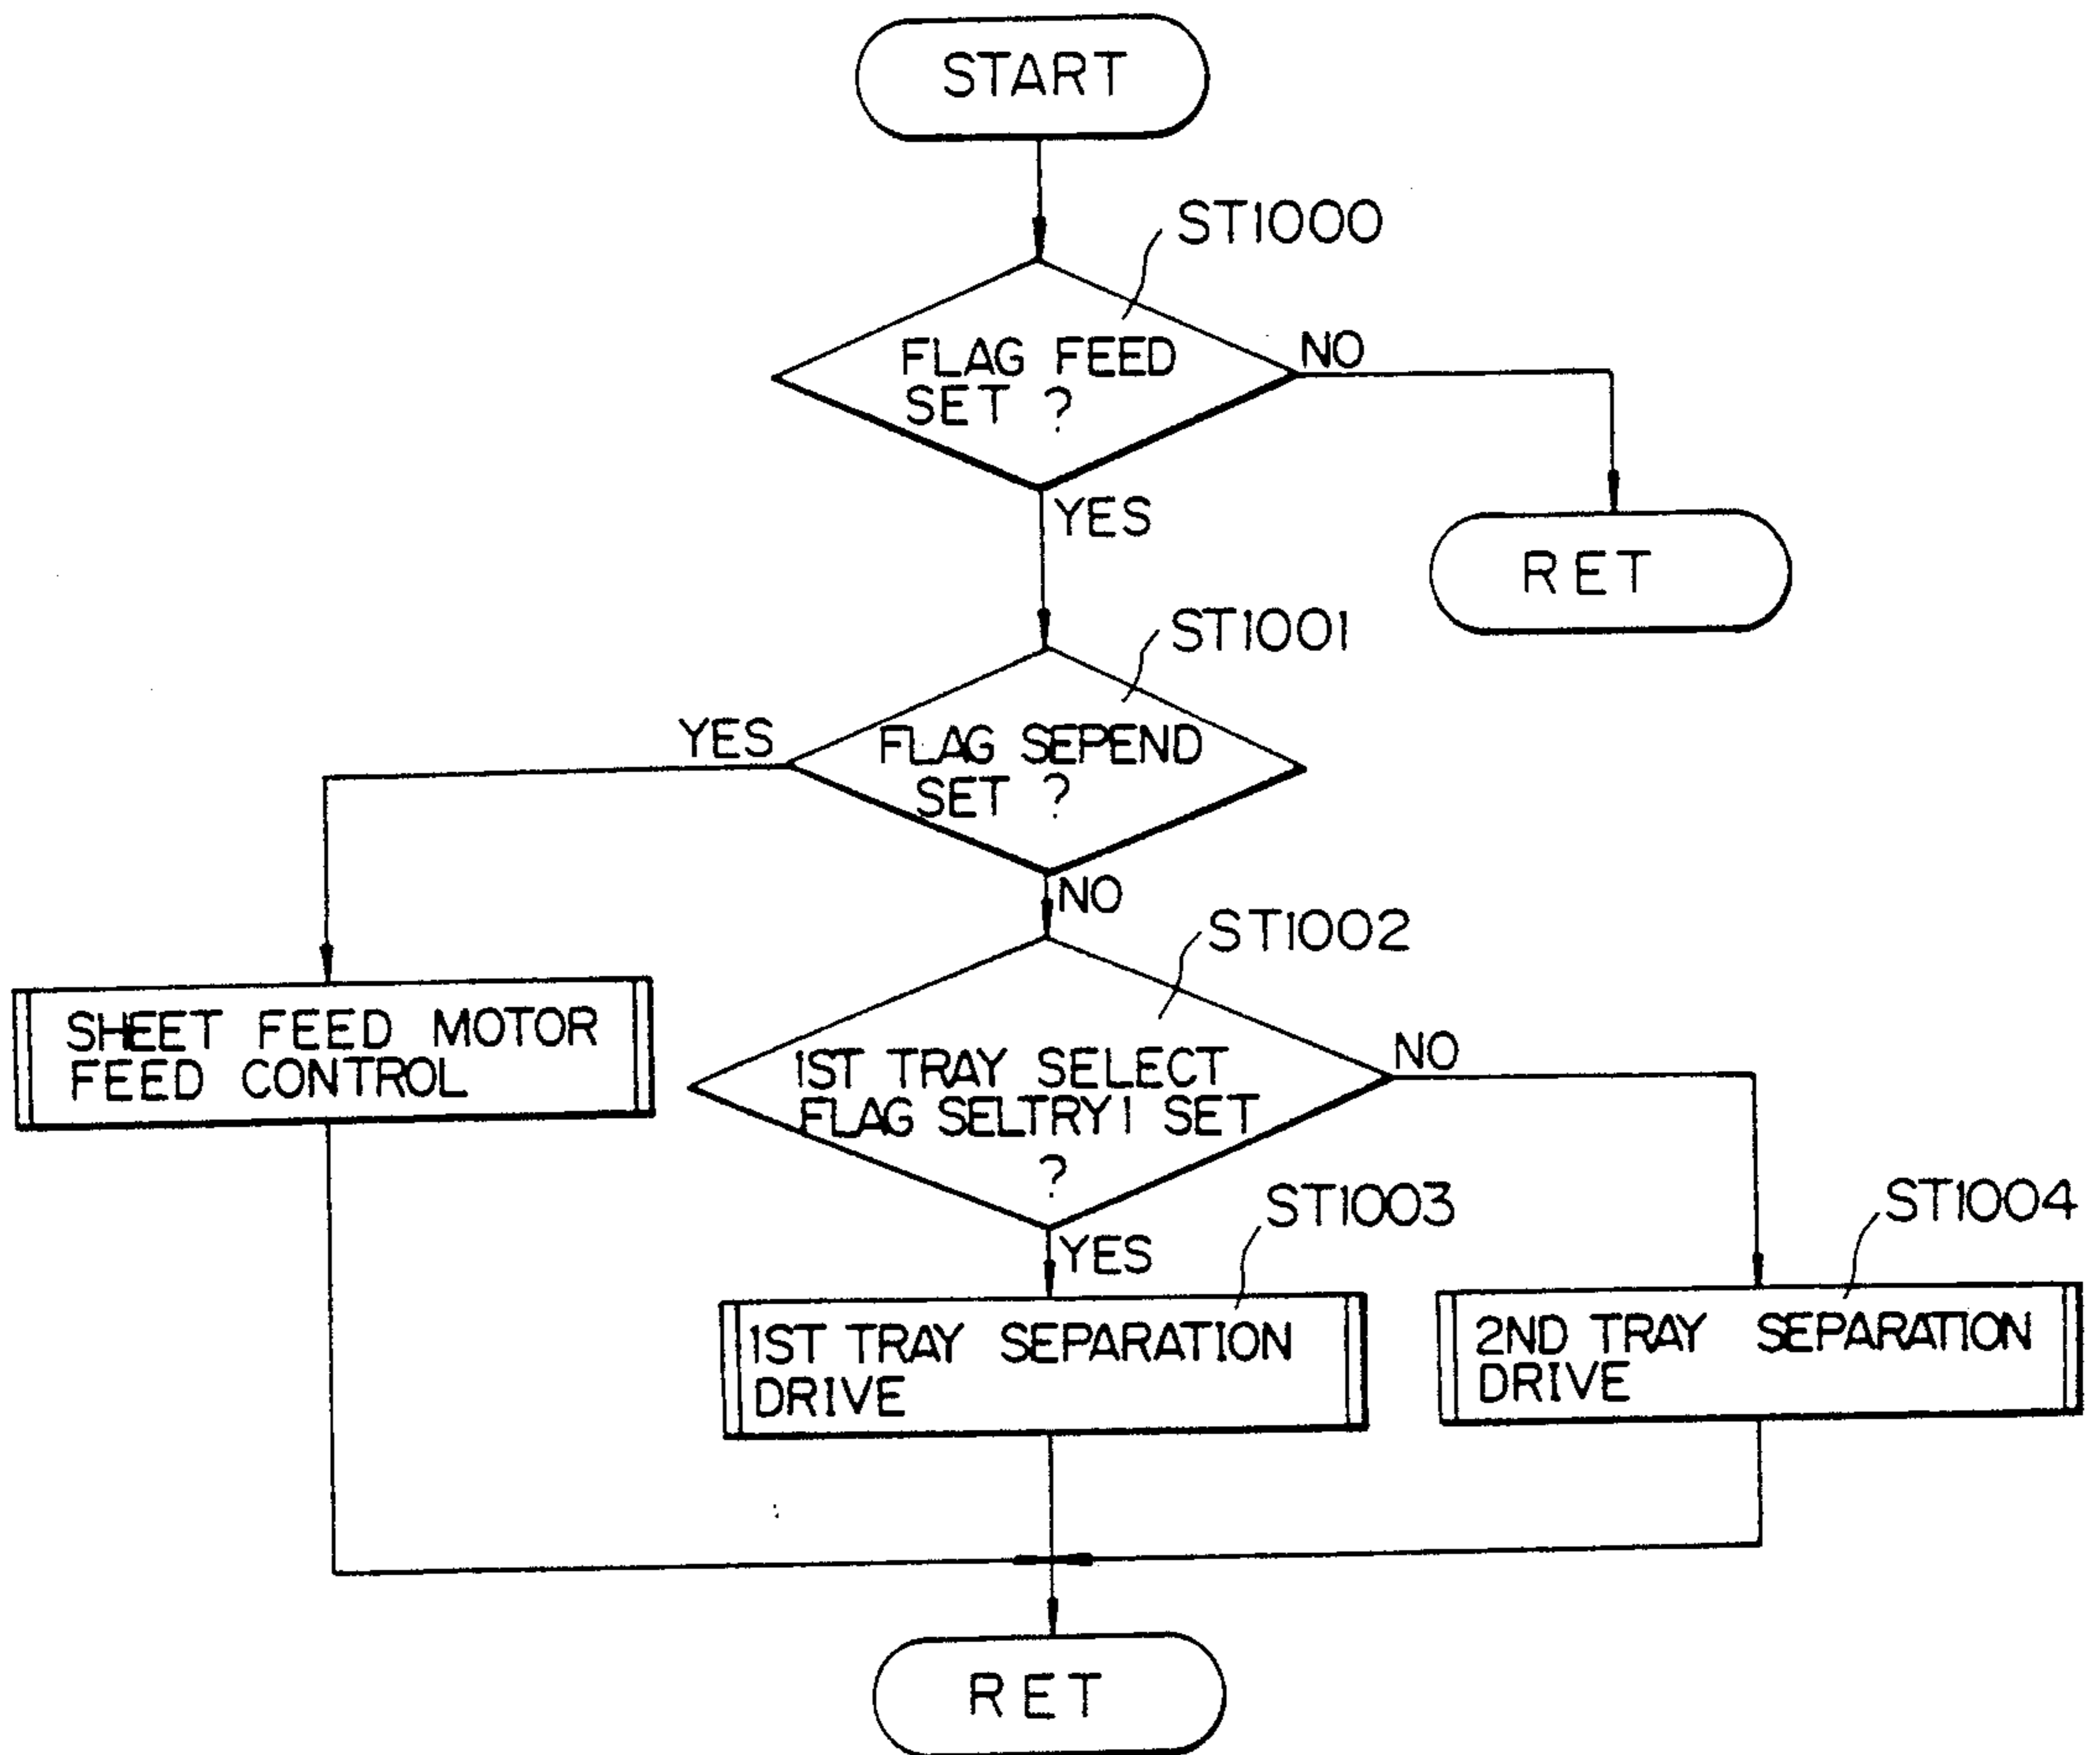 START
ST1000
FLAG FEED
SET ?
NO
YES
RET
ST1001
YES
FLAG SEPEND
SET ?
NO
ST1002
SHEET FEED MOTOR
FEED CONTROL
1ST TRAY SELECT
FLAG SELTRY1 SET
?
NO
YES
ST1003
ST1004
1ST TRAY SEPARATION
DRIVE
2ND TRAY SEPARATION
DRIVE
RET